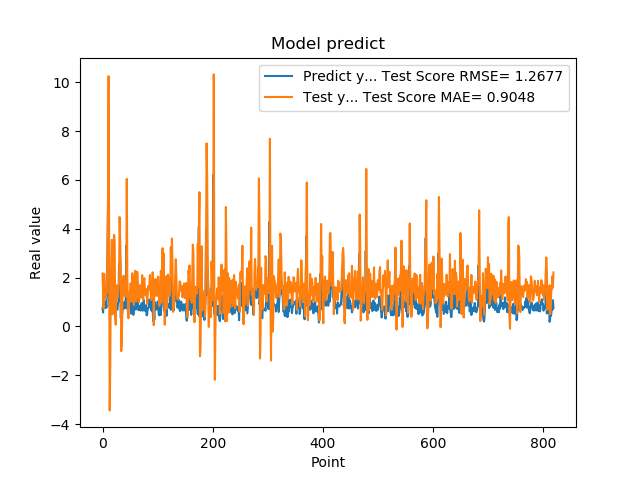 Model predict
Predict y... Test Score RMSE= 1.2677
Test y... Test Score MAE= 0.9048
Real value
10
8
6
4
2
0
−2
−4
0 200 400 600 800
Point